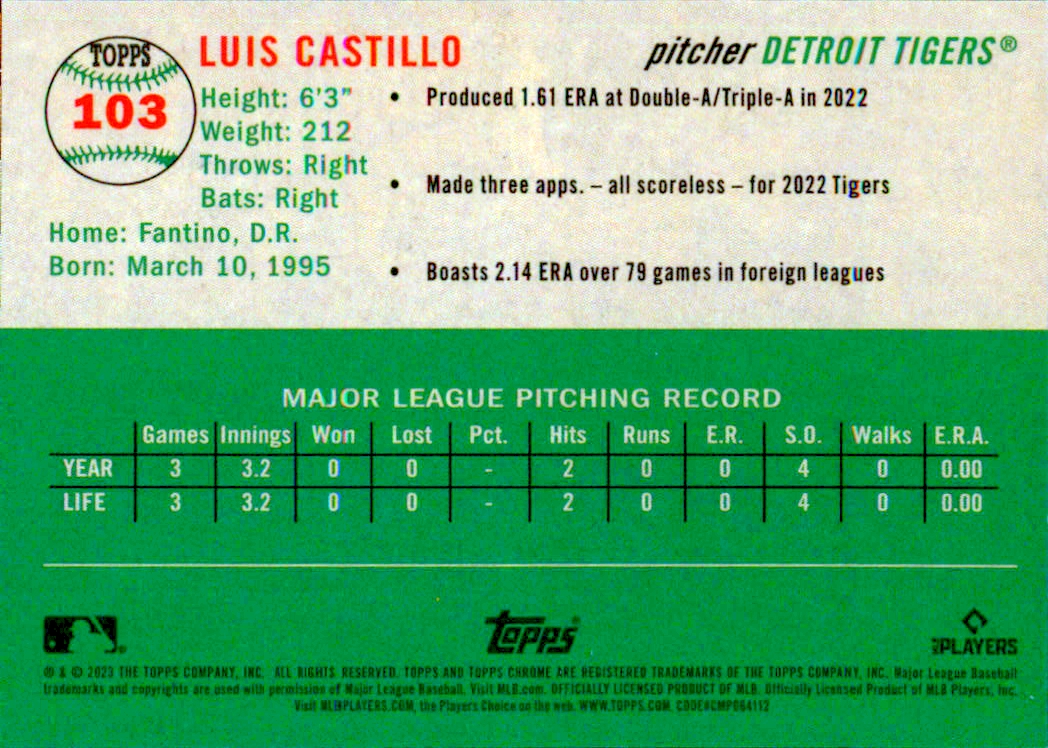 TOPPS
103
LUIS CASTILLO
pitcher DETROIT TIGERS®
Height: 6'3"
Weight: 212
Throws: Right
Bats: Right
Home: Fantino, D.R.
Born: March 10, 1995
• Produced 1.61 ERA at Double-A/Triple-A in 2022
• Made three apps. – all scoreless – for 2022 Tigers
• Boasts 2.14 ERA over 79 games in foreign leagues
MAJOR LEAGUE PITCHING RECORD
Games Innings Won Lost Pct. Hits Runs E.R. S.O. Walks E.R.A.
YEAR 3 3.2 0 0 - 2 0 0 4 0 0.00
LIFE 3 3.2 0 0 - 2 0 0 4 0 0.00
topps
PLAYERS
® & © 2023 THE TOPPS COMPANY, INC. ALL RIGHTS RESERVED. TOPPS AND TOPPS CHROME ARE REGISTERED TRADEMARKS OF THE TOPPS COMPANY, INC. Major League Baseball
trademarks and copyrights are used with permission of Major League Baseball. Visit MLB.com. OFFICIALLY LICENSED PRODUCT OF MLB. Officially Licensed Product of MLB Players, Inc.
Visit MLBPLAYERS.COM, the Players Choice on the web. WWW.TOPPS.COM. CODE#CMP064112